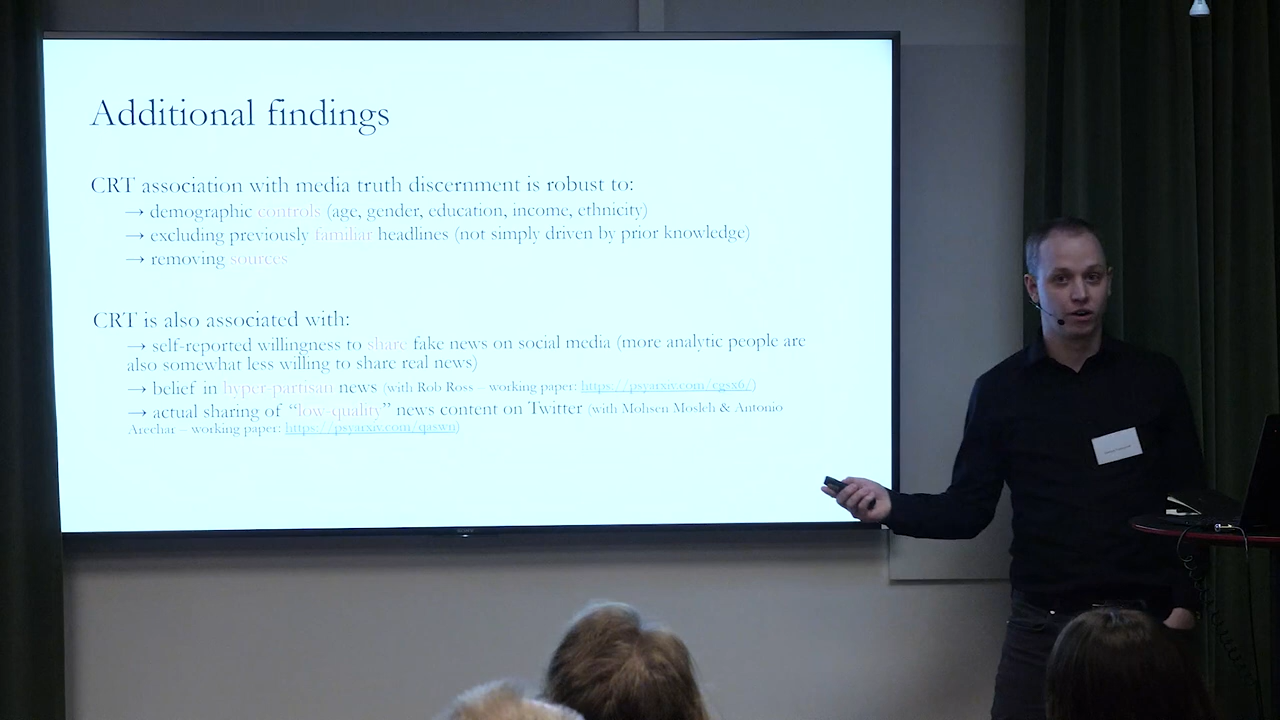 Additional findings
CRT association with media truth discernment is robust to:
→ demographic controls (age, gender, education, income, ethnicity)
→ excluding previously familiar headlines (not simply driven by prior knowledge)
→ removing sources
CRT is also associated with:
→ self-reported willingness to share fake news on social media (more analytic people are
also somewhat less willing to share real news)
→ belief in hyper-partisan news (with Rob Ross – working paper: https://psyarxiv.com/cgsx6/)
→ actual sharing of “low-quality” news content on Twitter (with Mohsen Mosleh & Antonio
Arechar – working paper: https://psyarxiv.com/qaswn)
SONY